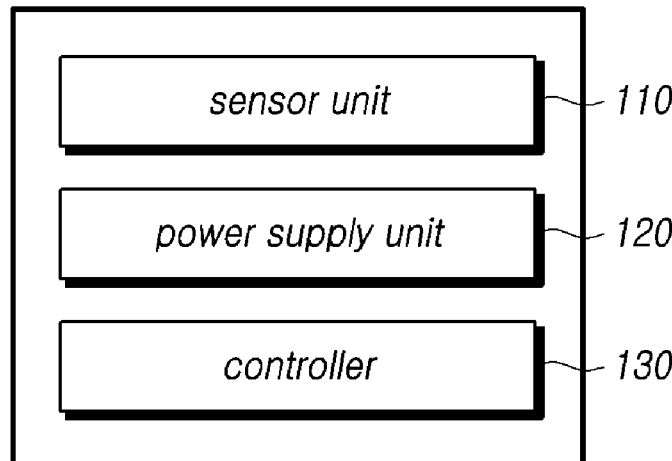 sensor unit 110
power supply unit 120
controller 130